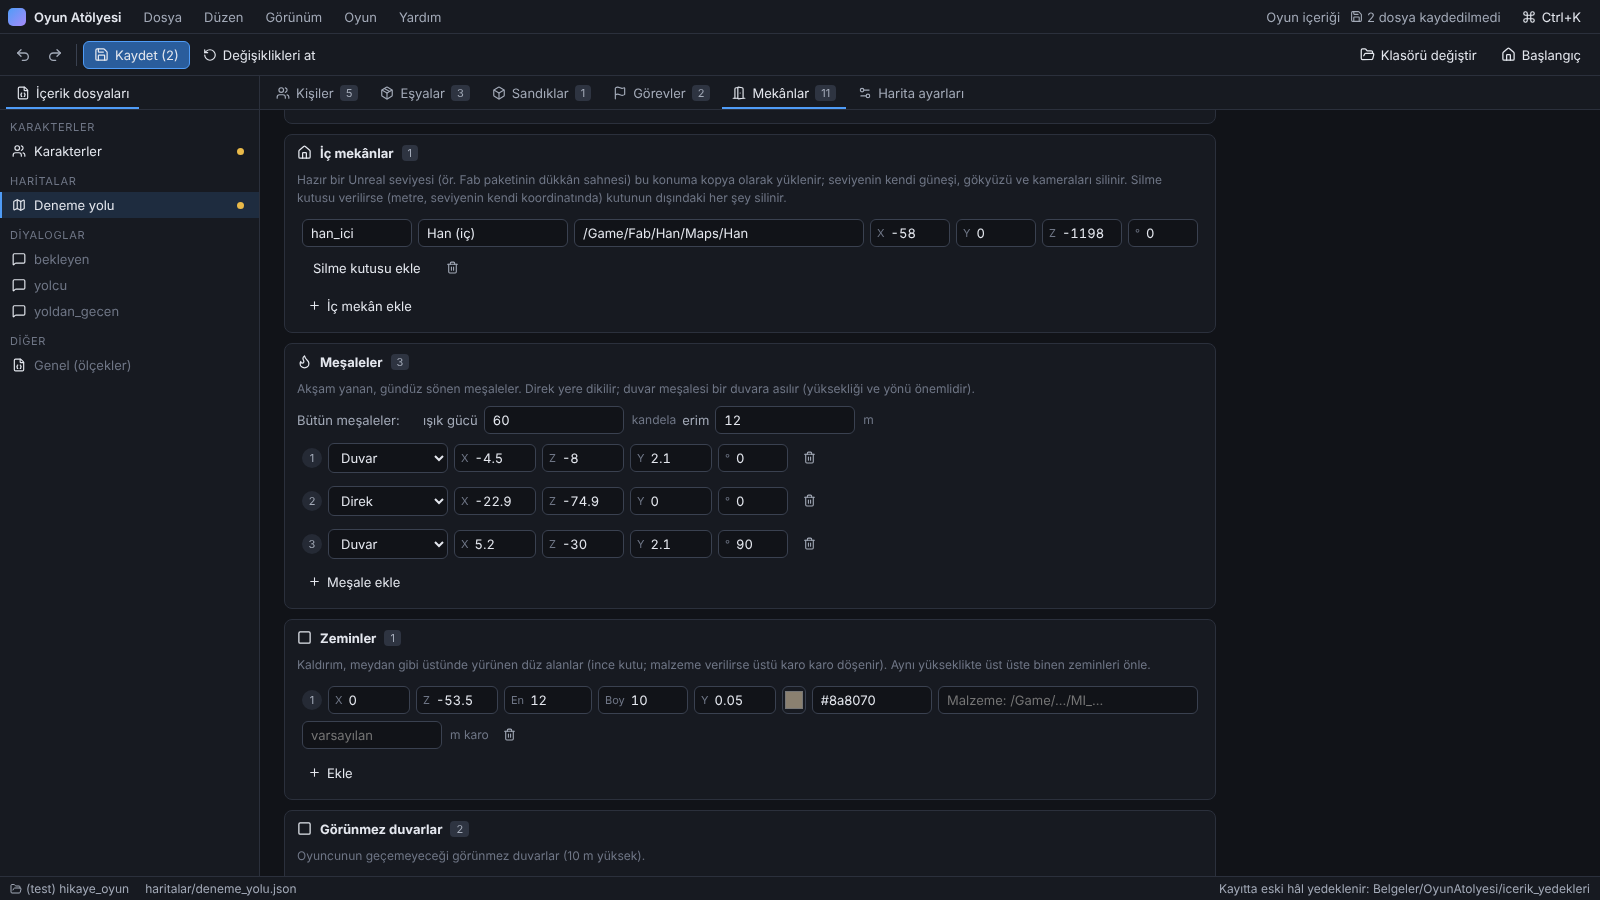 Oyun Atölyesi Dosya Düzen Görünüm Oyun Yardım Oyun içeriği 2 dosya kaydedilmedi ⌘ Ctrl+K
Kaydet (2) Değişiklikleri at Klasörü değiştir Başlangıç
İçerik dosyaları Kişiler 5 Eşyalar 3 Sandıklar 1 Görevler 2 Mekânlar 11 Harita ayarları
KARAKTERLER
Karakterler
HARİTALAR
Deneme yolu
DİYALOGLAR
bekleyen
yolcu
yoldan_gecen
DİĞER
Genel (ölçekler)
İç mekânlar 1
Hazır bir Unreal seviyesi (ör. Fab paketinin dükkân sahnesi) bu konuma kopya olarak yüklenir; seviyenin kendi güneşi, gökyüzü ve kameraları silinir. Silme
kutusu verilirse (metre, seviyenin kendi koordinatında) kutunun dışındaki her şey silinir.
han_ici Han (iç) /Game/Fab/Han/Maps/Han X -58 Y 0 Z -1198 ° 0
Silme kutusu ekle
+ İç mekân ekle
Meşaleler 3
Akşam yanan, gündüz sönen meşaleler. Direk yere dikilir; duvar meşalesi bir duvara asılır (yüksekliği ve yönü önemlidir).
Bütün meşaleler: ışık gücü 60 kandela erim 12 m
1 Duvar X -4.5 Z -8 Y 2.1 ° 0
2 Direk X -22.9 Z -74.9 Y 0 ° 0
3 Duvar X 5.2 Z -30 Y 2.1 ° 90
+ Meşale ekle
Zeminler 1
Kaldırım, meydan gibi üstünde yürünen düz alanlar (ince kutu; malzeme verilirse üstü karo karo döşenir). Aynı yükseklikte üst üste binen zeminleri önle.
1 X 0 Z -53.5 En 12 Boy 10 Y 0.05 #8a8070 Malzeme: /Game/.../MI_...
varsayılan m karo
+ Ekle
Görünmez duvarlar 2
Oyuncunun geçemeyeceği görünmez duvarlar (10 m yüksek).
(test) hikaye_oyun haritalar/deneme_yolu.json Kayıtta eski hâl yedeklenir: Belgeler/OyunAtolyesi/icerik_yedekleri